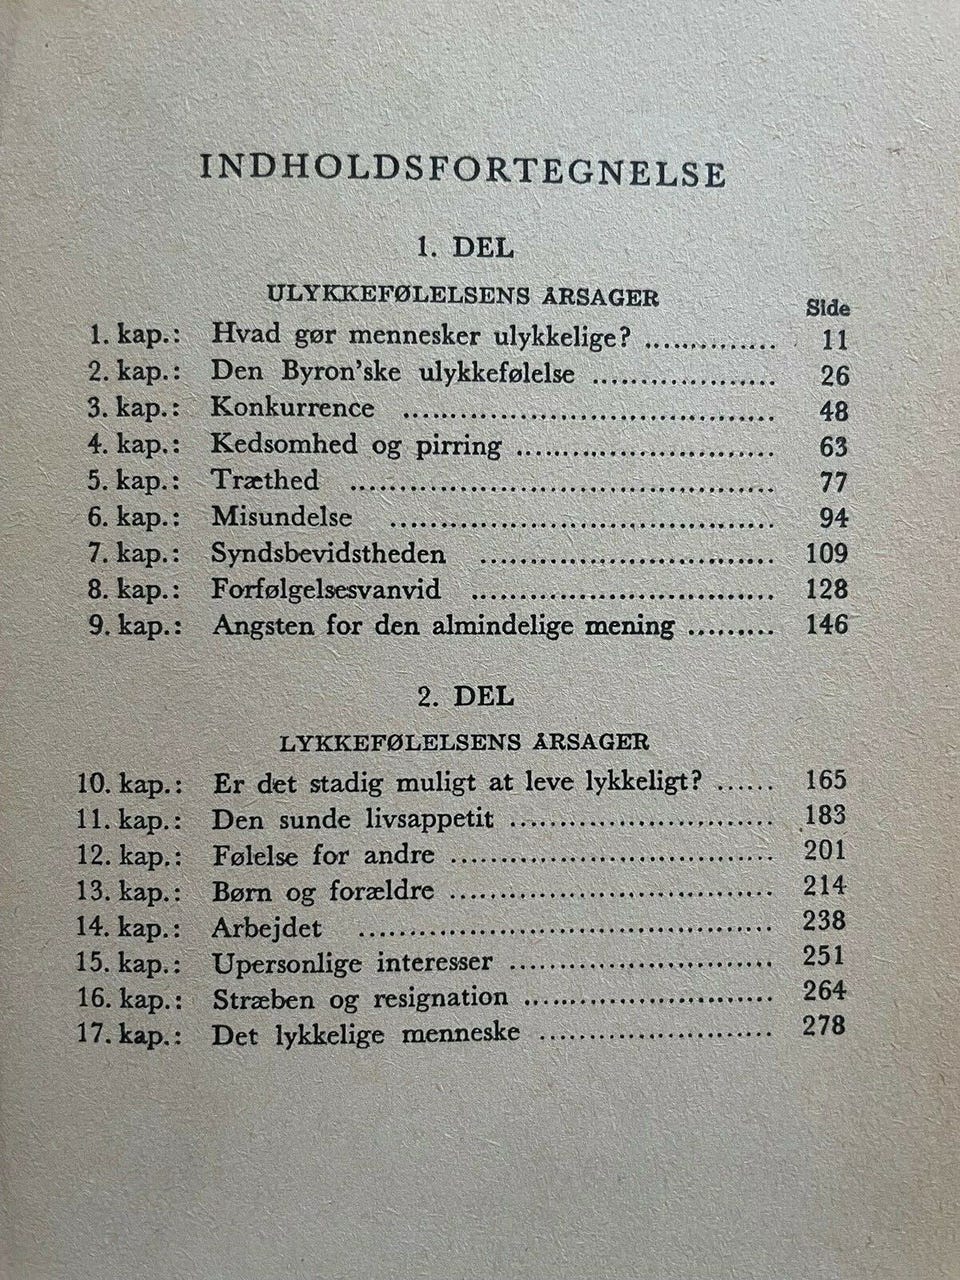 INDHOLDSFORTEGNELSE
1. DEL
ULYKKEFØLELSENS ÅRSAGER
Side
1. kap.: Hvad gør mennesker ulykkelige? .............. 11
2. kap.: Den Byron'ske ulykkefølelse ................... 26
3. kap.: Konkurrence ...................................... 48
4. kap.: Kedsomhed og pirring .......................... 63
5. kap.: Træthed ........................................... 77
6. kap.: Misundelse ....................................... 94
7. kap.: Syndsbevidstheden .............................. 109
8. kap.: Forfølgelsesvanvid ............................... 128
9. kap.: Angsten for den almindelige mening ......... 146
2. DEL
LYKKEFØLELSENS ÅRSAGER
10. kap.: Er det stadig muligt at leve lykkeligt? ...... 165
11. kap.: Den sunde livsappetit ........................... 183
12. kap.: Følelse for andre ................................. 201
13. kap.: Børn og forældre ................................. 214
14. kap.: Arbejdet .......................................... 238
15. kap.: Upersonlige interesser ........................... 251
16. kap.: Stræben og resignation ......................... 264
17. kap.: Det lykkelige menneske ........................ 278